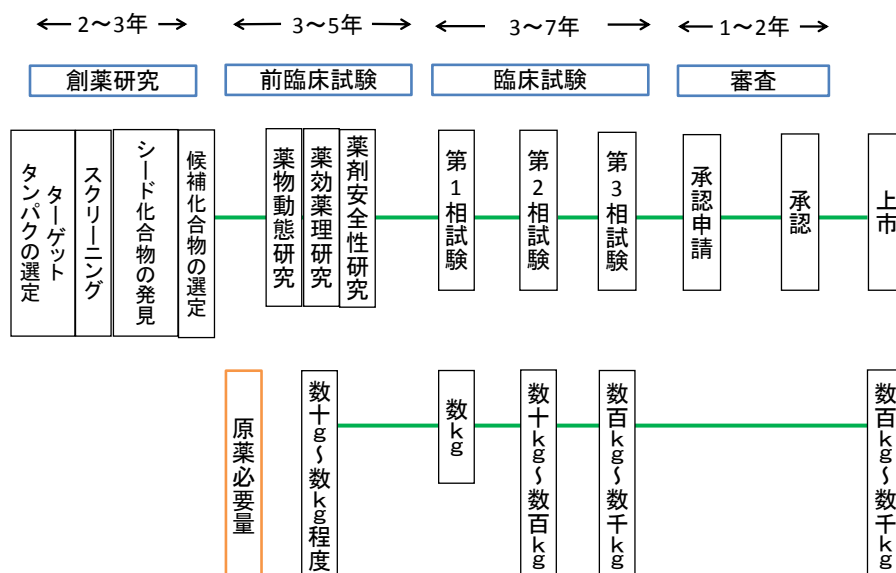 2～3年
3～5年
3～7年
1～2年
創薬研究
前臨床試験
臨床試験
審査
ターゲット
タンパクの選定
スクリーニング
シード化合物の発見
候補化合物の選定
薬物動態研究
薬効薬理研究
薬剤安全性研究
第1相試験
第2相試験
第3相試験
承認申請
承認
上市
原薬必要量
数十g～数kg程度
数kg
数十kg～数百kg
数百kg～数千kg
数百kg～数千kg